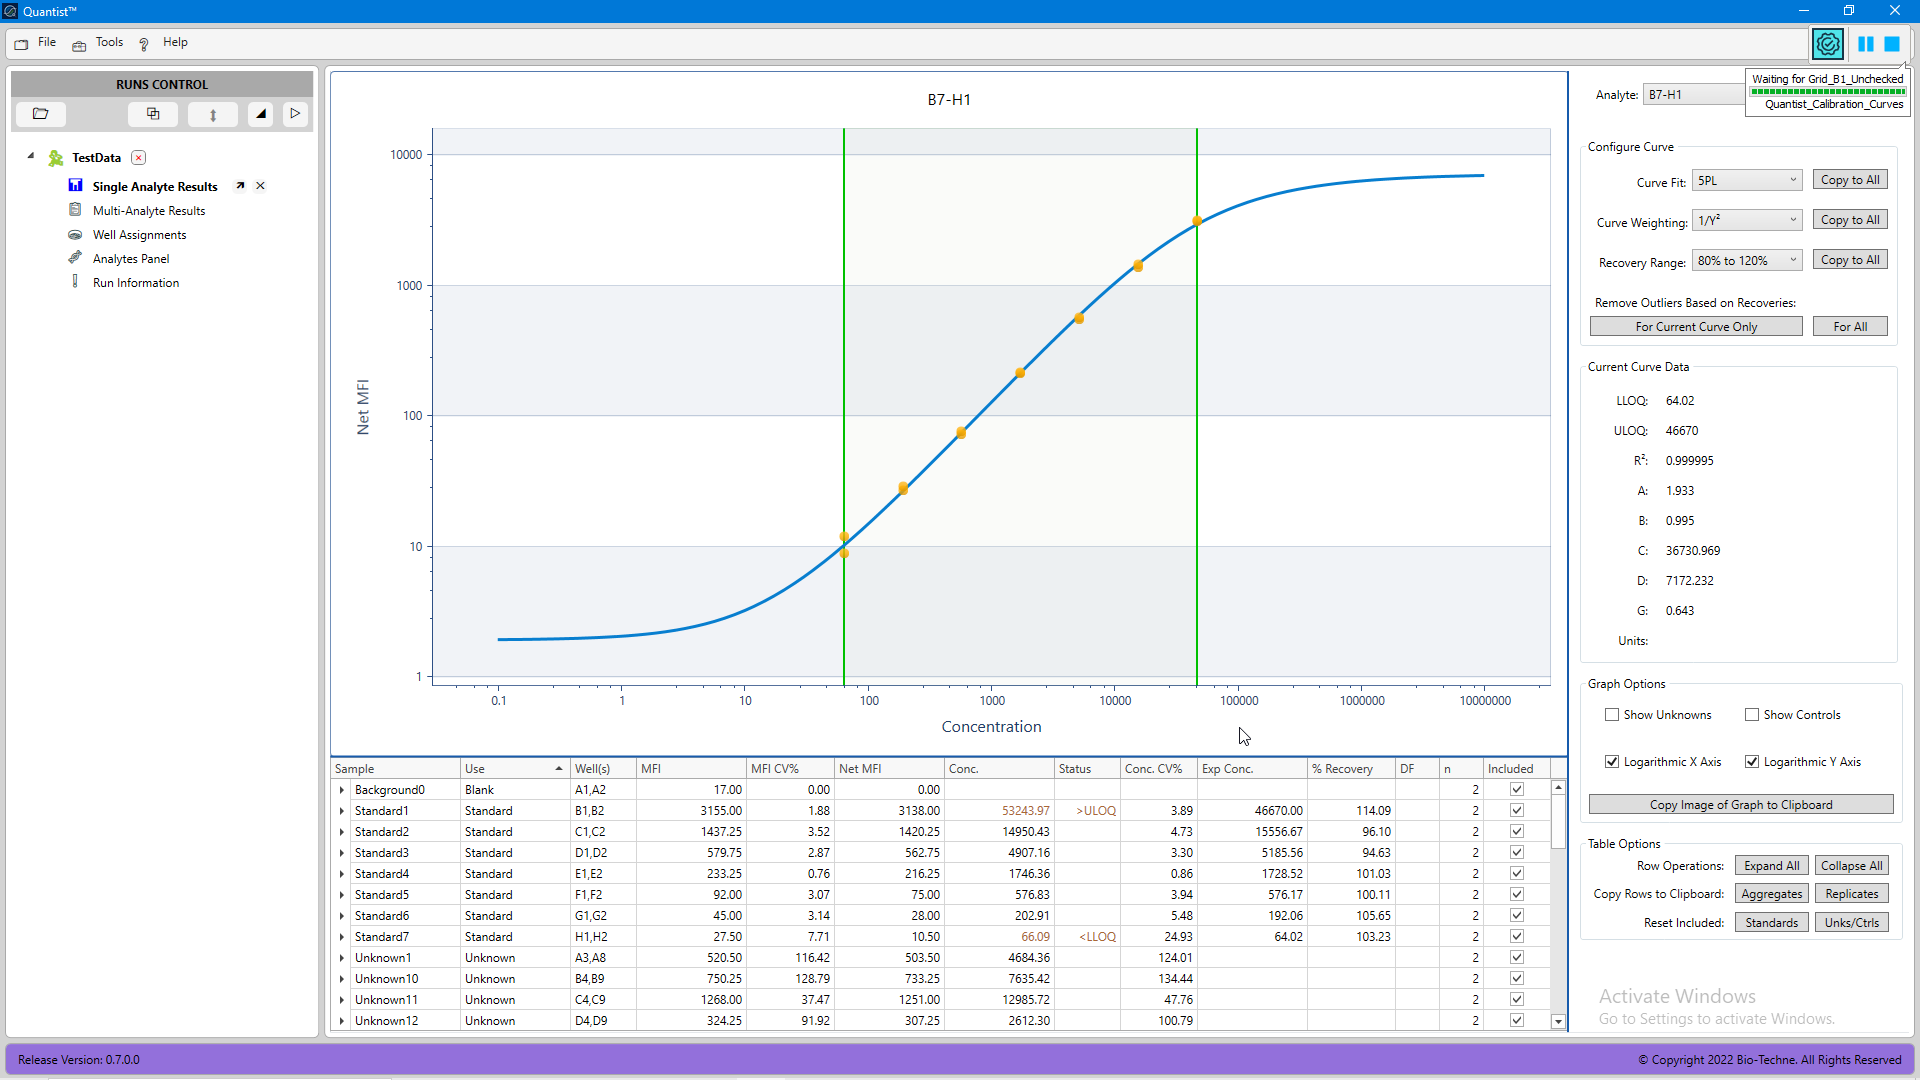 Quantist™
File Tools Help
Waiting for Grid_B1_Unchecked
Quantist_Calibration_Curves
RUNS CONTROL
TestData
Single Analyte Results
Multi-Analyte Results
Well Assignments
Analytes Panel
Run Information
B7-H1
10000
1000
100
10
1
Net MFI
0.1 1 10 100 1000 10000 100000 1000000 10000000
Concentration
Sample Use Well(s) MFI MFI CV% Net MFI Conc. Status Conc. CV% Exp Conc. % Recovery DF n Included
Background0 Blank A1,A2 17.00 0.00 0.00 2
Standard1 Standard B1,B2 3155.00 1.88 3138.00 53243.97 >ULOQ 3.89 46670.00 114.09 2
Standard2 Standard C1,C2 1437.25 3.52 1420.25 14950.43 4.73 15556.67 96.10 2
Standard3 Standard D1,D2 579.75 2.87 562.75 4907.16 3.30 5185.56 94.63 2
Standard4 Standard E1,E2 233.25 0.76 216.25 1746.36 0.86 1728.52 101.03 2
Standard5 Standard F1,F2 92.00 3.07 75.00 576.83 3.94 576.17 100.11 2
Standard6 Standard G1,G2 45.00 3.14 28.00 202.91 5.48 192.06 105.65 2
Standard7 Standard H1,H2 27.50 7.71 10.50 66.09 <LLOQ 24.93 64.02 103.23 2
Unknown1 Unknown A3,A8 520.50 116.42 503.50 4684.36 124.01 2
Unknown10 Unknown B4,B9 750.25 128.79 733.25 7635.42 134.44 2
Unknown11 Unknown C4,C9 1268.00 37.47 1251.00 12985.72 47.76 2
Unknown12 Unknown D4,D9 324.25 91.92 307.25 2612.30 100.79 2
Analyte: B7-H1
Configure Curve
Curve Fit: 5PL Copy to All
Curve Weighting: 1/Y² Copy to All
Recovery Range: 80% to 120% Copy to All
Remove Outliers Based on Recoveries:
For Current Curve Only For All
Current Curve Data
LLOQ: 64.02
ULOQ: 46670
R²: 0.999995
A: 1.933
B: 0.995
C: 36730.969
D: 7172.232
G: 0.643
Units:
Graph Options
Show Unknowns Show Controls
Logarithmic X Axis Logarithmic Y Axis
Copy Image of Graph to Clipboard
Table Options
Row Operations: Expand All Collapse All
Copy Rows to Clipboard: Aggregates Replicates
Reset Included: Standards Unks/Ctrls
Activate Windows
Go to Settings to activate Windows.
Release Version: 0.7.0.0
© Copyright 2022 Bio-Techne. All Rights Reserved